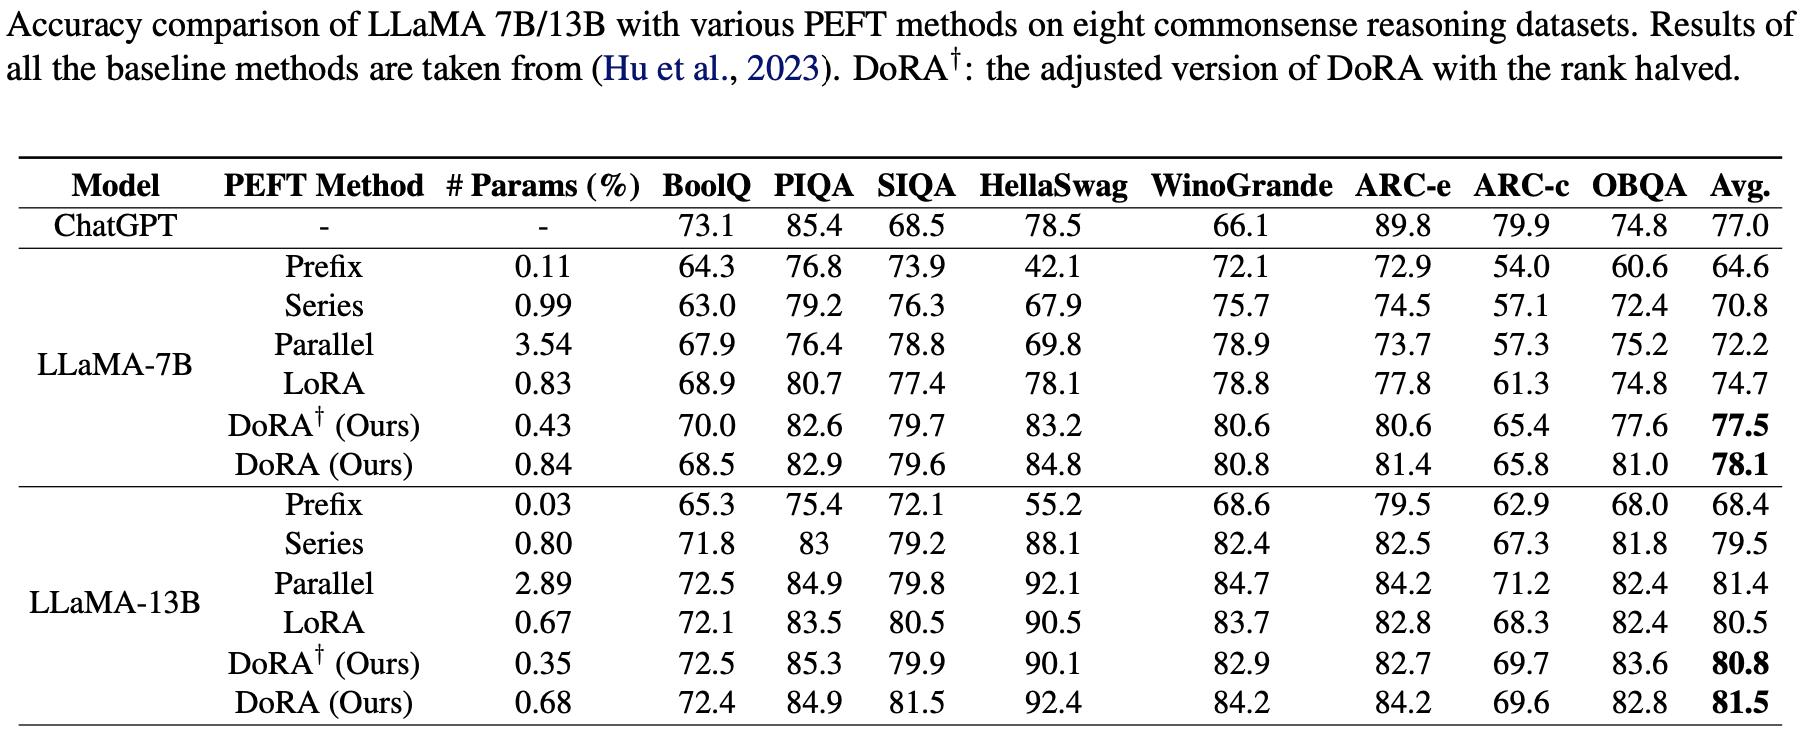 Accuracy comparison of LLaMA 7B/13B with various PEFT methods on eight commonsense reasoning datasets. Results of
all the baseline methods are taken from (Hu et al., 2023). DoRA†: the adjusted version of DoRA with the rank halved.
Model PEFT Method # Params (%) BoolQ PIQA SIQA HellaSwag WinoGrande ARC-e ARC-c OBQA Avg.
ChatGPT - - 73.1 85.4 68.5 78.5 66.1 89.8 79.9 74.8 77.0
LLaMA-7B
Prefix 0.11 64.3 76.8 73.9 42.1 72.1 72.9 54.0 60.6 64.6
Series 0.99 63.0 79.2 76.3 67.9 75.7 74.5 57.1 72.4 70.8
Parallel 3.54 67.9 76.4 78.8 69.8 78.9 73.7 57.3 75.2 72.2
LoRA 0.83 68.9 80.7 77.4 78.1 78.8 77.8 61.3 74.8 74.7
DoRA† (Ours) 0.43 70.0 82.6 79.7 83.2 80.6 80.6 65.4 77.6 77.5
DoRA (Ours) 0.84 68.5 82.9 79.6 84.8 80.8 81.4 65.8 81.0 78.1
LLaMA-13B
Prefix 0.03 65.3 75.4 72.1 55.2 68.6 79.5 62.9 68.0 68.4
Series 0.80 71.8 83 79.2 88.1 82.4 82.5 67.3 81.8 79.5
Parallel 2.89 72.5 84.9 79.8 92.1 84.7 84.2 71.2 82.4 81.4
LoRA 0.67 72.1 83.5 80.5 90.5 83.7 82.8 68.3 82.4 80.5
DoRA† (Ours) 0.35 72.5 85.3 79.9 90.1 82.9 82.7 69.7 83.6 80.8
DoRA (Ours) 0.68 72.4 84.9 81.5 92.4 84.2 84.2 69.6 82.8 81.5